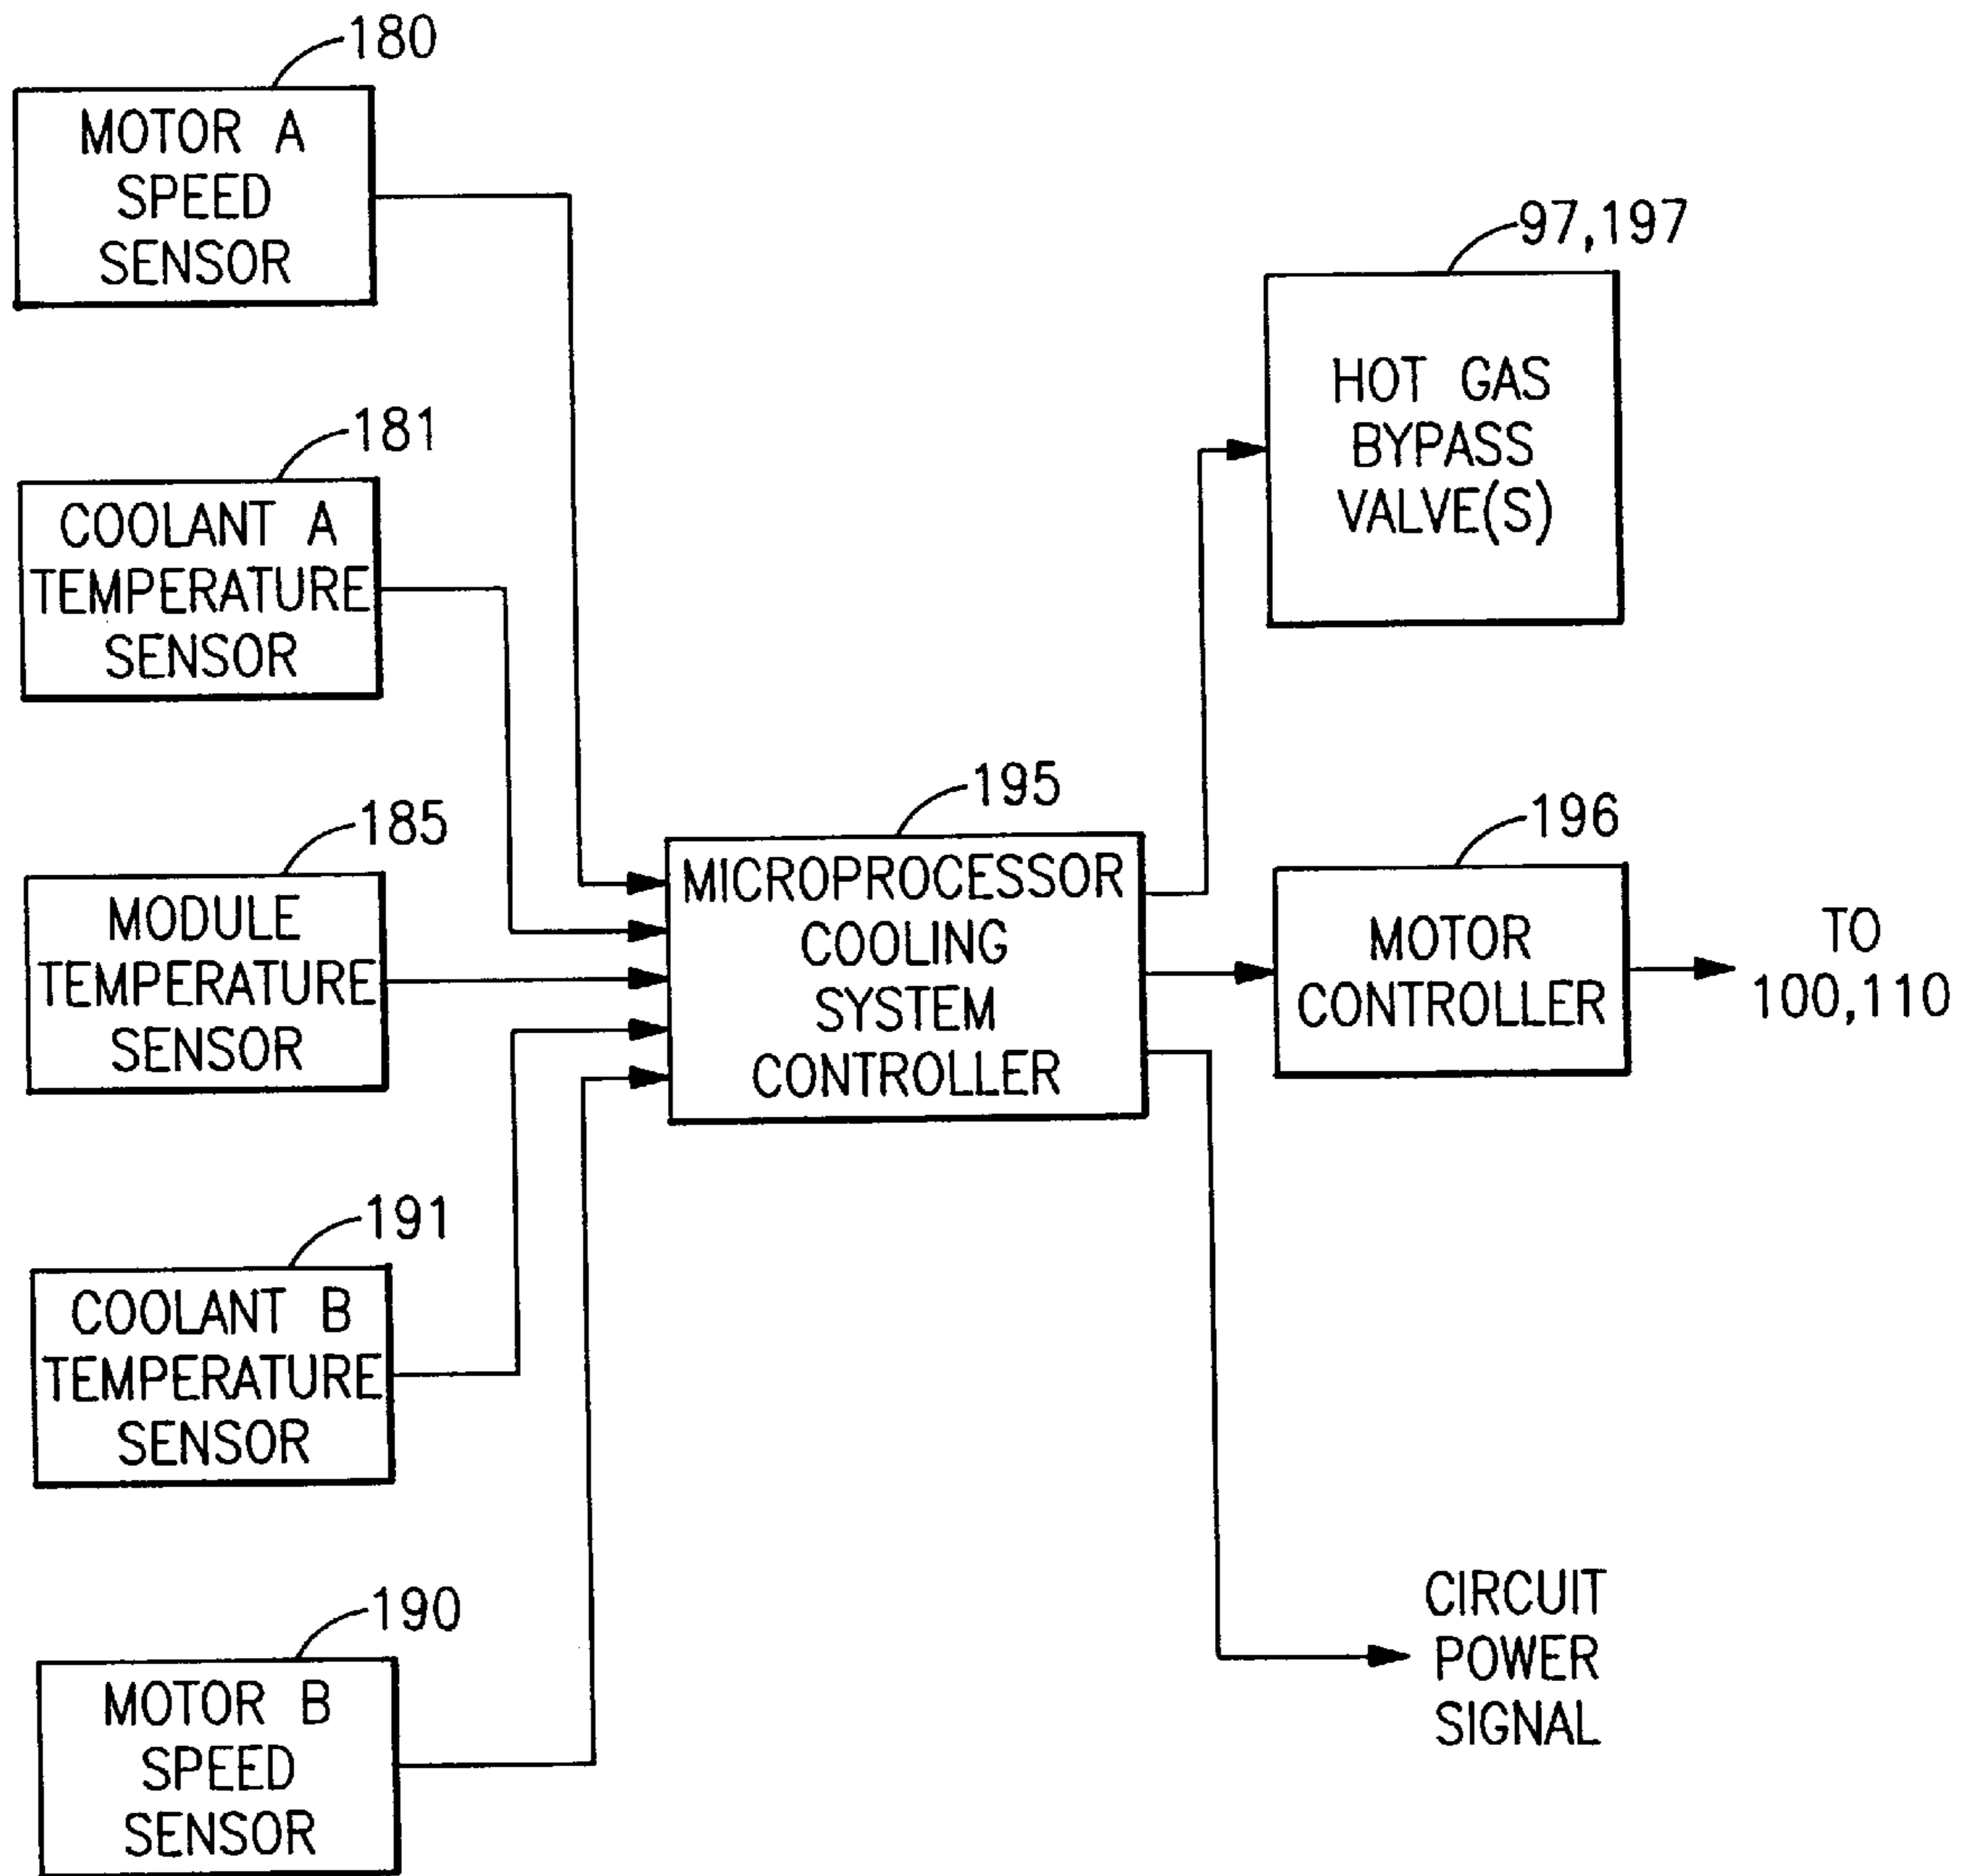 180
MOTOR A
SPEED
SENSOR
181
COOLANT A
TEMPERATURE
SENSOR
185
MODULE
TEMPERATURE
SENSOR
191
COOLANT B
TEMPERATURE
SENSOR
190
MOTOR B
SPEED
SENSOR
195
MICROPROCESSOR
COOLING
SYSTEM
CONTROLLER
97,197
HOT GAS
BYPASS
VALVE(S)
196
MOTOR
CONTROLLER
TO
100,110
CIRCUIT
POWER
SIGNAL